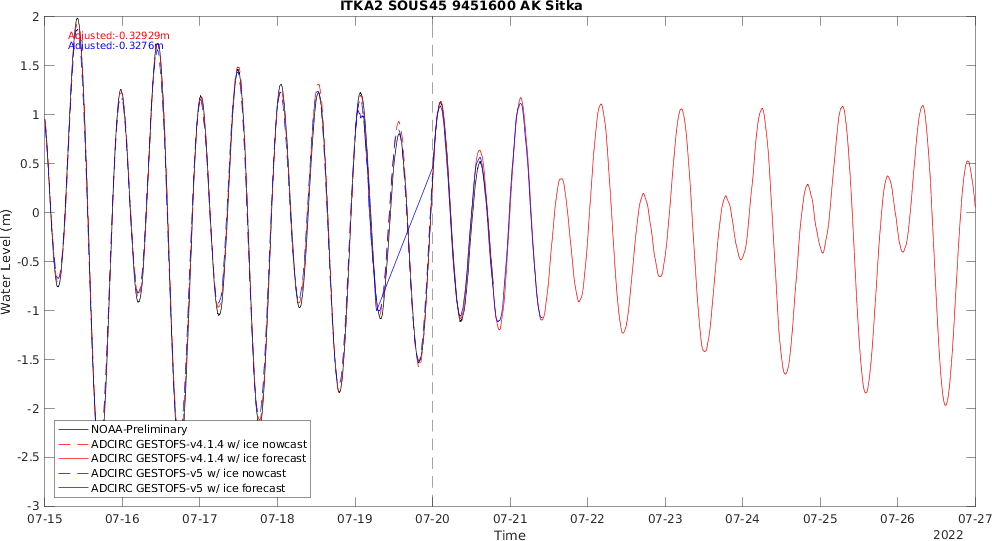 ITKA2 SOUS45 9451600 AK Sitka
Adjusted:-0.32929m
Adjusted:-0.3276m
Water Level (m)
2
1.5
1
0.5
0
-0.5
-1
-1.5
-2
-2.5
-3
NOAA-Preliminary
ADCIRC GESTOFS-v4.1.4 w/ ice nowcast
ADCIRC GESTOFS-v4.1.4 w/ ice forecast
ADCIRC GESTOFS-v5 w/ ice nowcast
ADCIRC GESTOFS-v5 w/ ice forecast
07-15 07-16 07-17 07-18 07-19 07-20 07-21 07-22 07-23 07-24 07-25 07-26 07-27
Time
2022